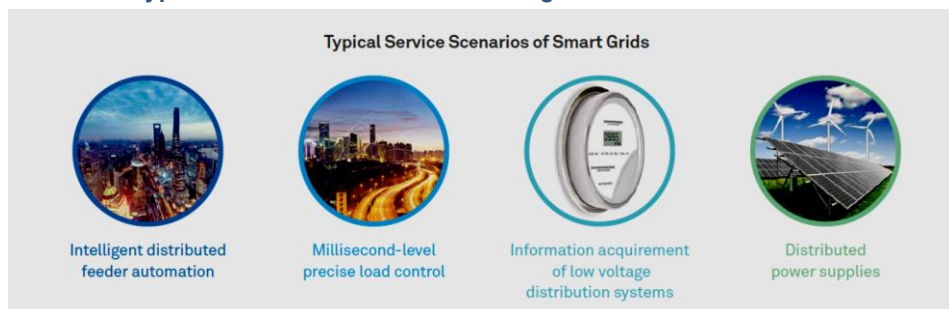 Typical Service Scenarios of Smart Grids
Intelligent distributed
feeder automation
Millisecond-level
precise load control
Information acquirement
of low voltage
distribution systems
Distributed
power supplies